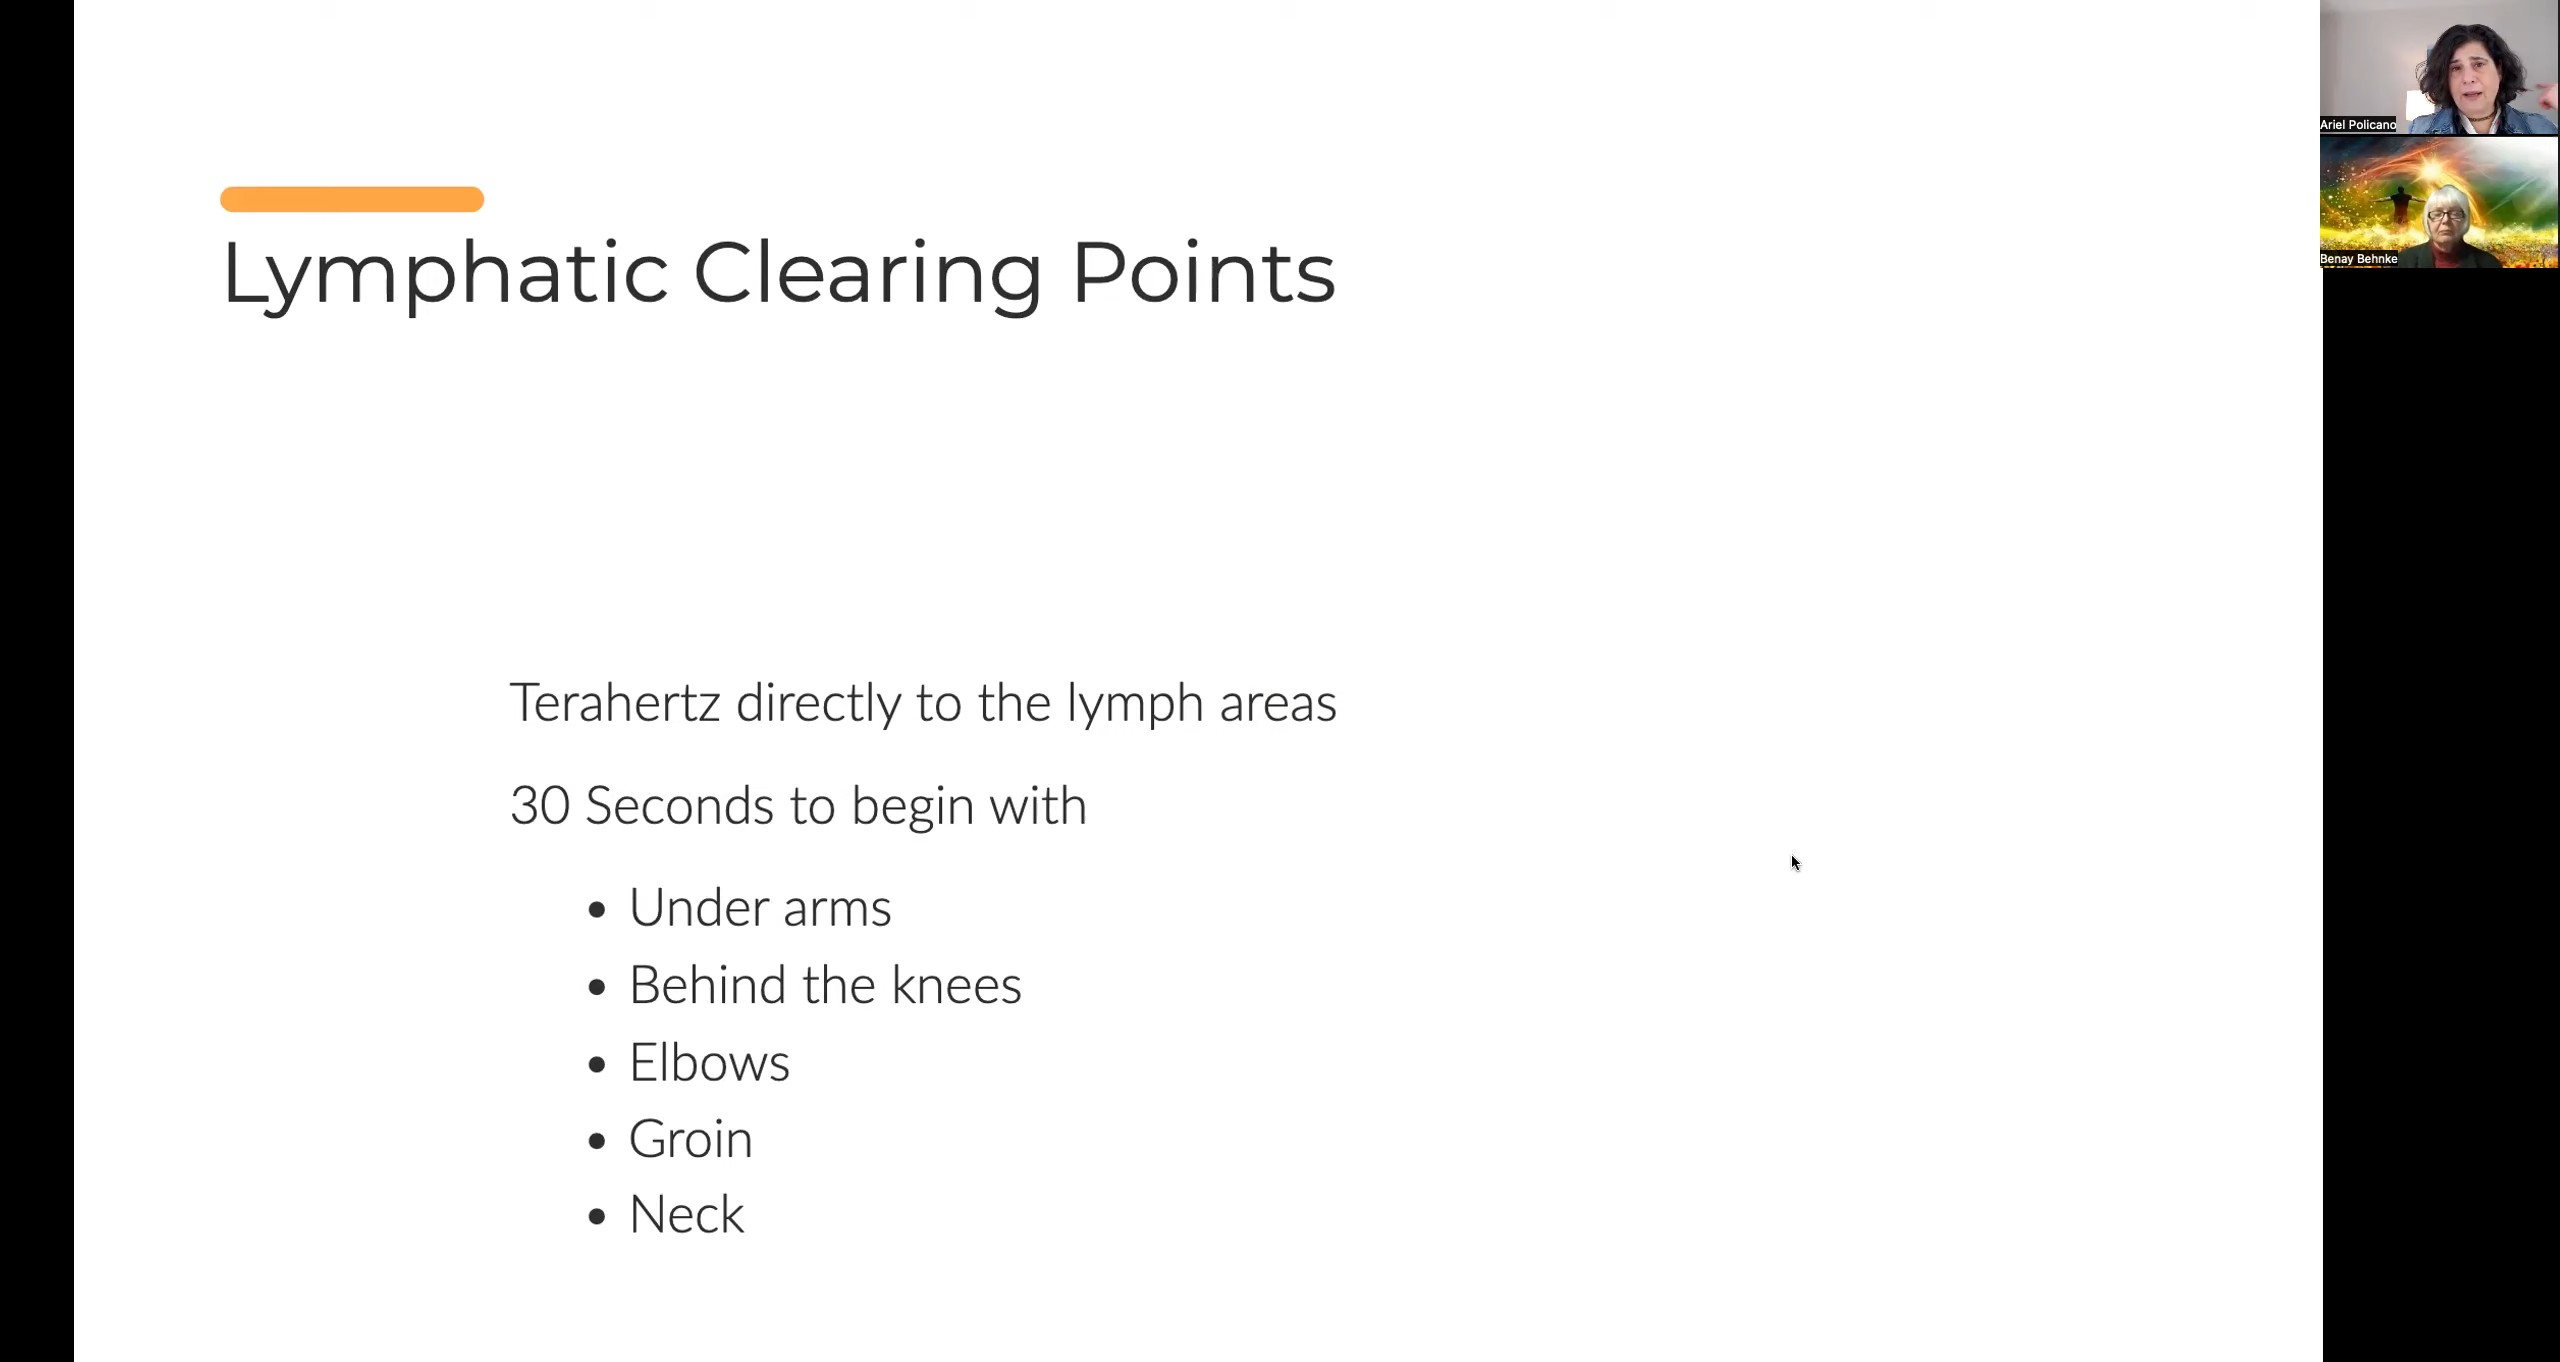 Lymphatic Clearing Points
Terahertz directly to the lymph areas
30 Seconds to begin with
• Under arms
• Behind the knees
• Elbows
• Groin
• Neck
Ariel Policano
Benay Behnke